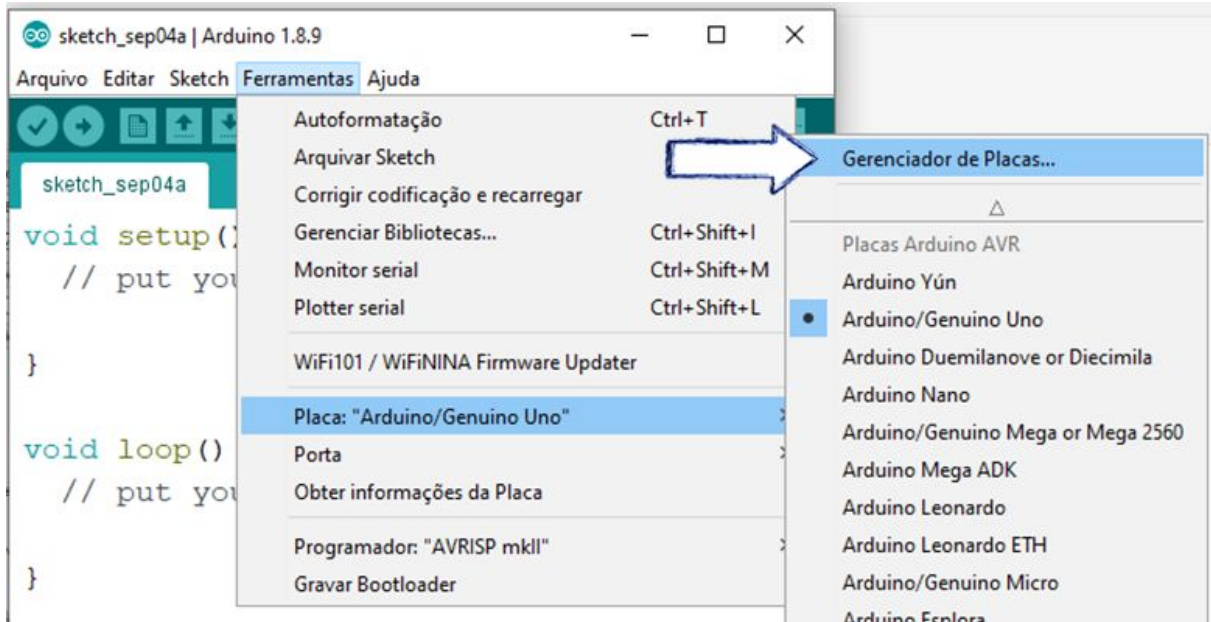 sketch_sep04a | Arduino 1.8.9
Arquivo Editar Sketch Ferramentas Ajuda
sketch_sep04a
void setup()
// put you
}
void loop()
// put you
}
Autoformatação Ctrl+T
Arquivar Sketch
Corrigir codificação e recarregar
Gerenciar Bibliotecas... Ctrl+Shift+I
Monitor serial Ctrl+Shift+M
Plotter serial Ctrl+Shift+L
WiFi101 / WiFiNINA Firmware Updater
Placa: "Arduino/Genuino Uno"
Porta
Obter informações da Placa
Programador: "AVRISP mkII"
Gravar Bootloader
Gerenciador de Placas...
Placas Arduino AVR
Arduino Yún
Arduino/Genuino Uno
Arduino Duemilanove or Diecimila
Arduino Nano
Arduino/Genuino Mega or Mega 2560
Arduino Mega ADK
Arduino Leonardo
Arduino Leonardo ETH
Arduino/Genuino Micro
Arduino Esplora